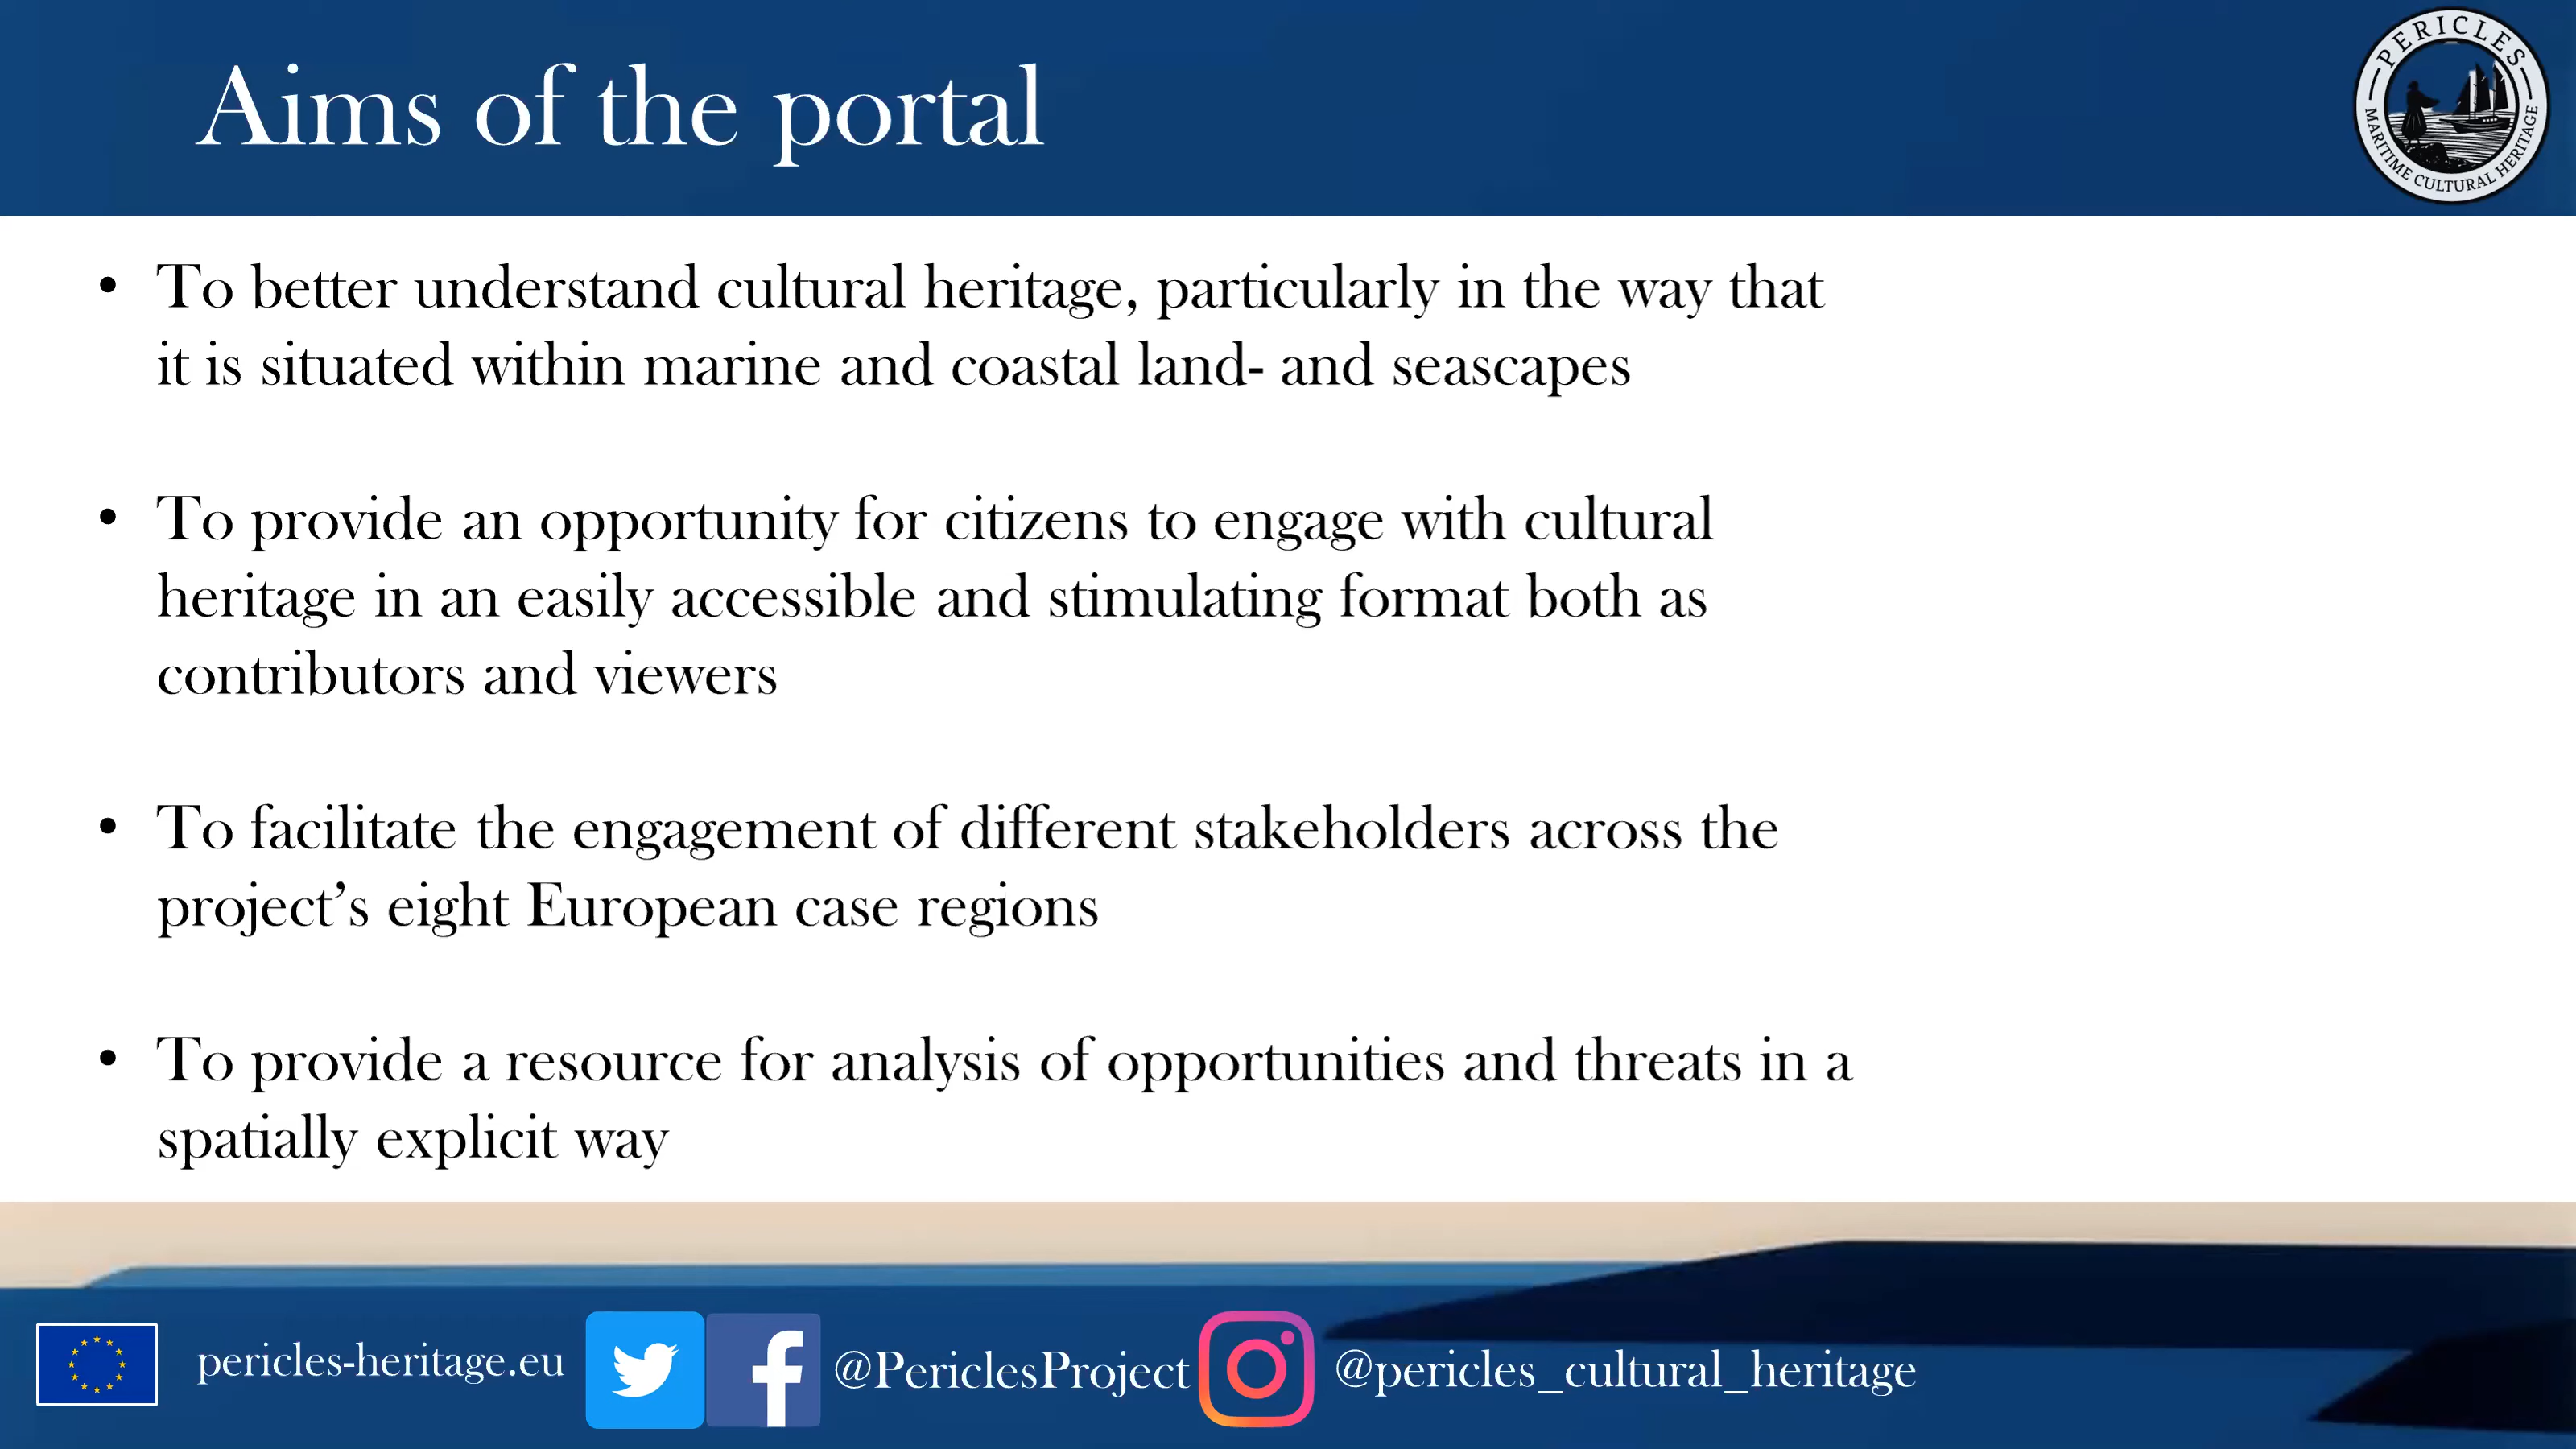 Aims of the portal
PERICLES
MARITIME CULTURAL HERITAGE
• To better understand cultural heritage, particularly in the way that
it is situated within marine and coastal land- and seascapes
• To provide an opportunity for citizens to engage with cultural
heritage in an easily accessible and stimulating format both as
contributors and viewers
• To facilitate the engagement of different stakeholders across the
project’s eight European case regions
• To provide a resource for analysis of opportunities and threats in a
spatially explicit way
pericles-heritage.eu
@PericlesProject
@pericles_cultural_heritage